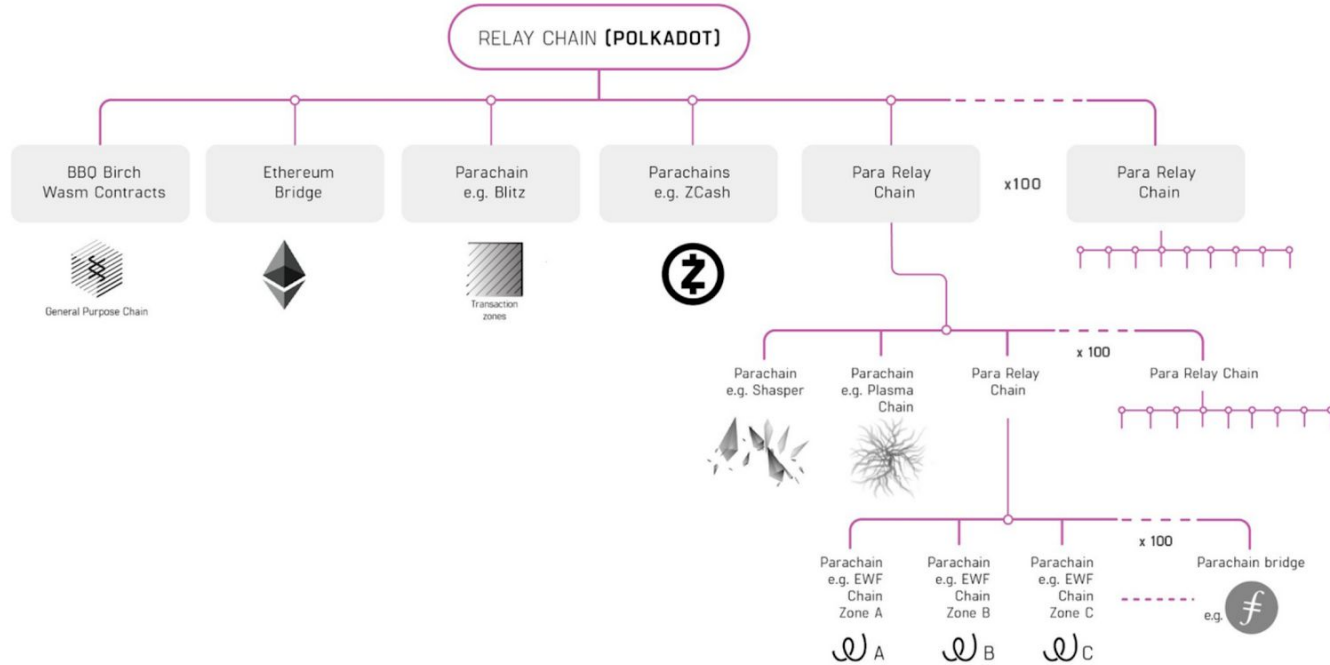 RELAY CHAIN (POLKADOT)
BBQ Birch
Wasm Contracts
Ethereum
Bridge
Parachain
e.g. Blitz
Parachains
e.g. ZCash
Para Relay
Chain
x100
Para Relay
Chain
General Purpose Chain
Transaction
zones
x 100
Parachain
e.g. Shasper
Parachain
e.g. Plasma
Chain
Para Relay
Chain
Para Relay Chain
x 100
Parachain
e.g. EWF
Chain
Zone A
Parachain
e.g. EWF
Chain
Zone B
Parachain
e.g. EWF
Chain
Zone C
Parachain bridge
e.g.
A
B
C